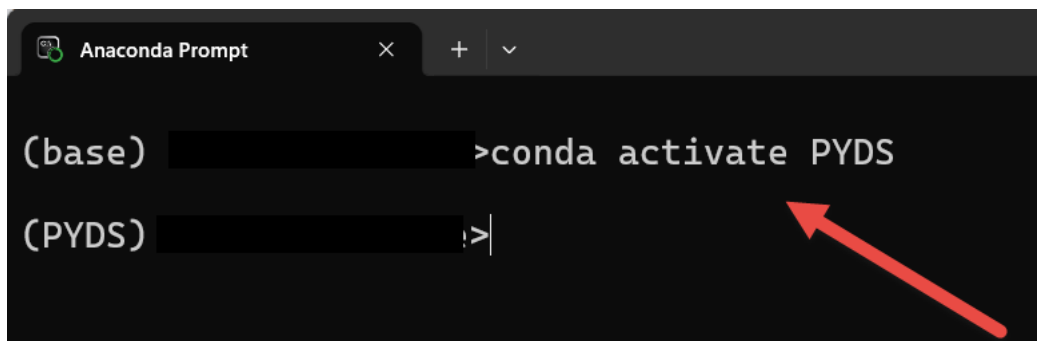 Anaconda Prompt
(base) >conda activate PYDS
(PYDS) >